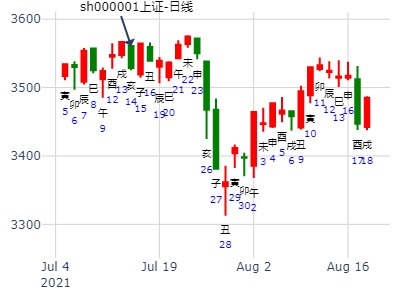 sh000001上证-日线
3600
3500
3400
3300
寅
5
卯
6
辰
7
巳
8
午
9
酉
12
戌
13
亥
14
子
15
丑
16
辰
19
巳
20
午
21
未
22
申
23
亥
26
子
27
丑
28
寅
29
卯
30
午
2
未
3
申
4
酉
5
戌
6
丑
9
寅
10
卯
11
辰
12
巳
13
申
16
酉
17
戌
18
Jul 4
2021
Jul 19
Aug 2
Aug 16